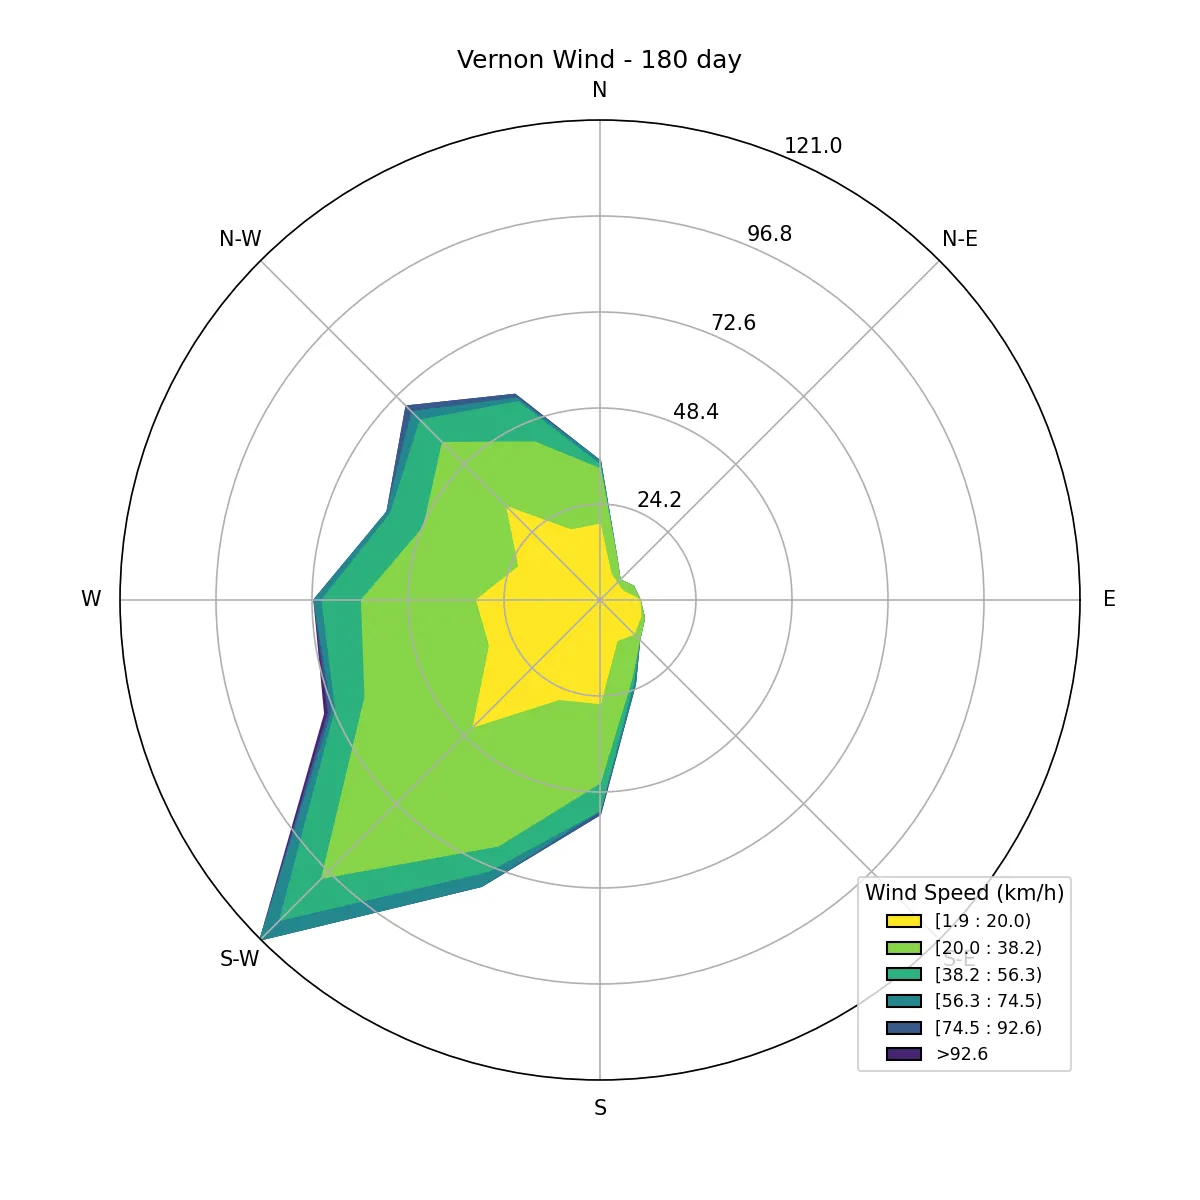 Vernon Wind - 180 day
N
121.0
N-W
96.8
N-E
72.6
48.4
24.2
W
E
Wind Speed (km/h)
[1.9 : 20.0)
[20.0 : 38.2)
S-W
S-E
[38.2 : 56.3)
[56.3 : 74.5)
[74.5 : 92.6)
>92.6
S